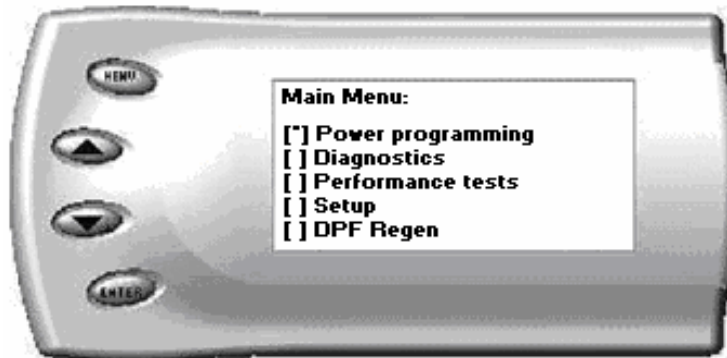 MENU
Main Menu:
[*] Power programming
[ ] Diagnostics
[ ] Performance tests
[ ] Setup
[ ] DPF Regen
ENTER